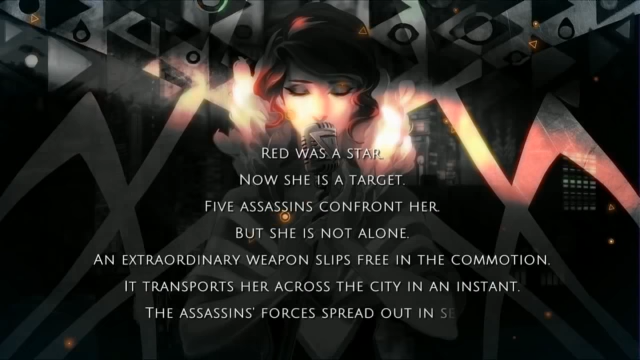 Red was a star.
Now she is a target.
Five assassins confront her.
But she is not alone.
An extraordinary weapon slips free in the commotion.
It transports her across the city in an instant.
The assassins' forces spread out in se